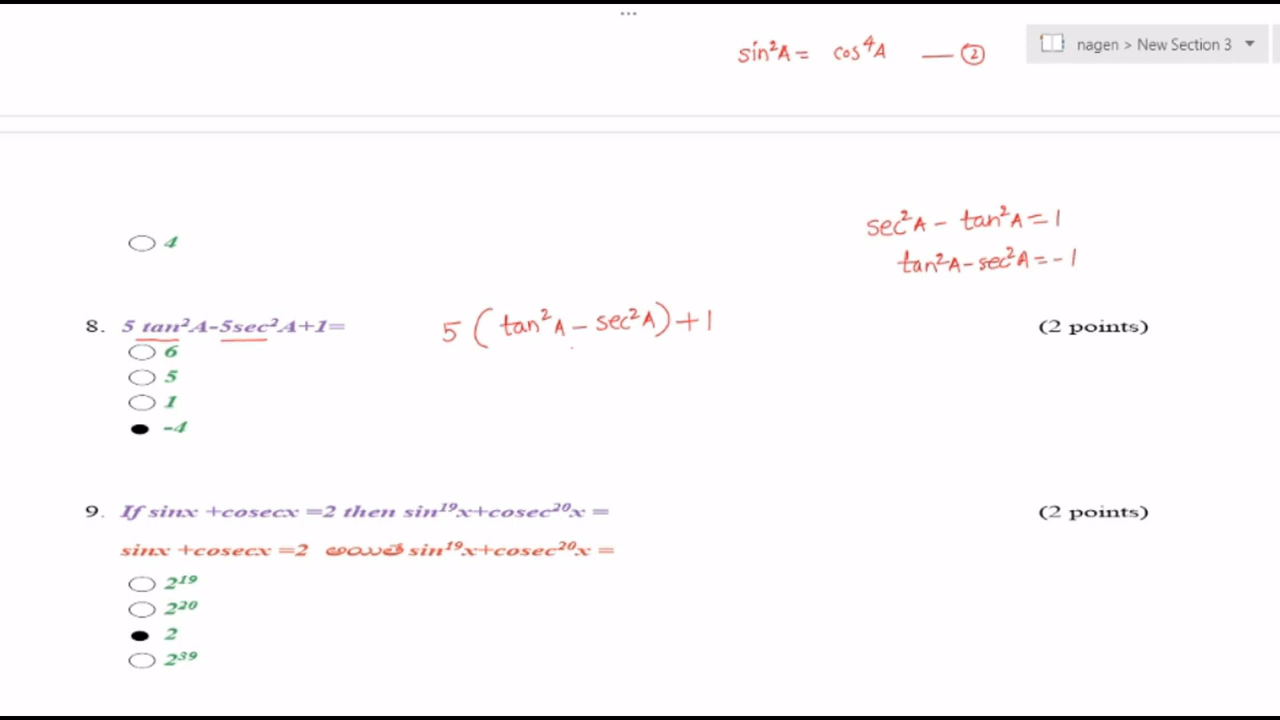 ...
sin²A = cos⁴A — ②
nagen > New Section 3
sec²A - tan²A = 1
tan²A - sec²A = -1
4
8. 5 tan²A-5sec²A+1=
5 (tan²A - sec²A) + 1
(2 points)
6
5
1
-4
9. If sinx +cosecx =2 then sin¹⁹x+cosec²⁰x =
(2 points)
sinx +cosecx =2 అయితే sin¹⁹x+cosec²⁰x =
2¹⁹
2²⁰
2
2³⁹